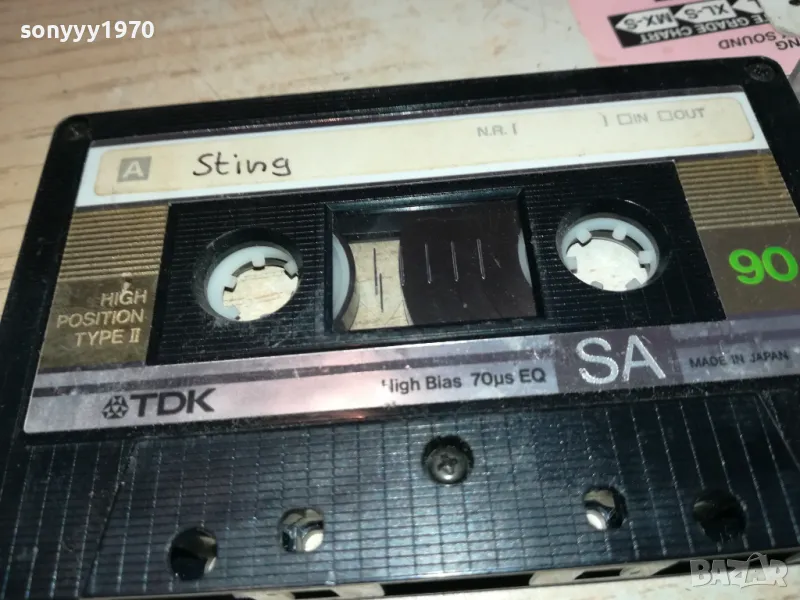 sonyyy1970
XL-S
MX-S
GRADE CHART
SOUND
N.R. [ ] IN OUT
A Sting
HIGH
POSITION
TYPE II
90
SA
MADE IN JAPAN
High Bias 70µs EQ
TDK
BAZAR